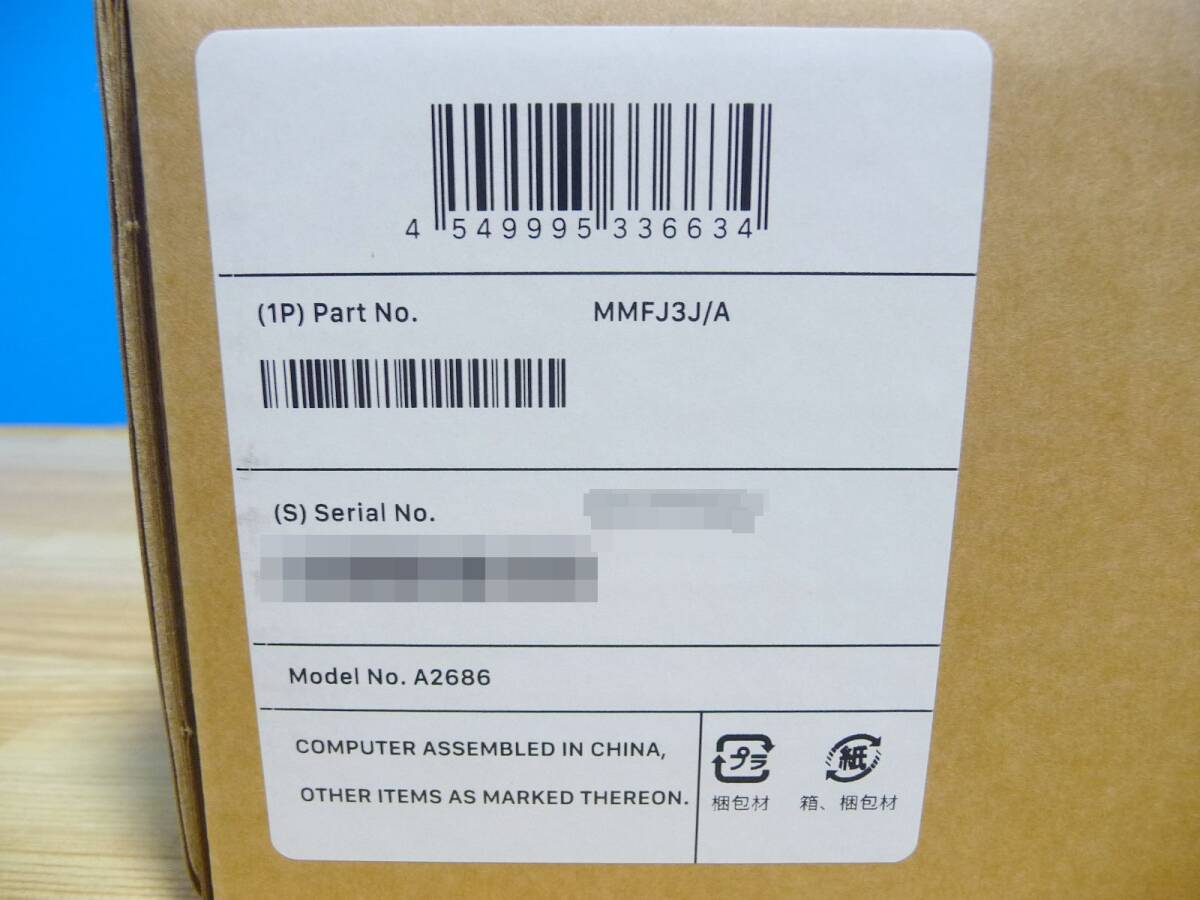 4 549995 336634
(1P) Part No. MMFJ3J/A
(S) Serial No.
Model No. A2686
COMPUTER ASSEMBLED IN CHINA,
OTHER ITEMS AS MARKED THEREON.
プラ 紙
梱包材 箱、梱包材